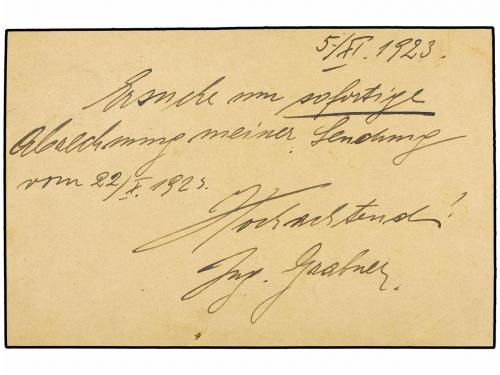 5/XI. 1923.
Ersuche um sofortige
Abrechnung meiner Sendung
vom 22/X. 1923.
Hochachtend!
Ing. Grabner.